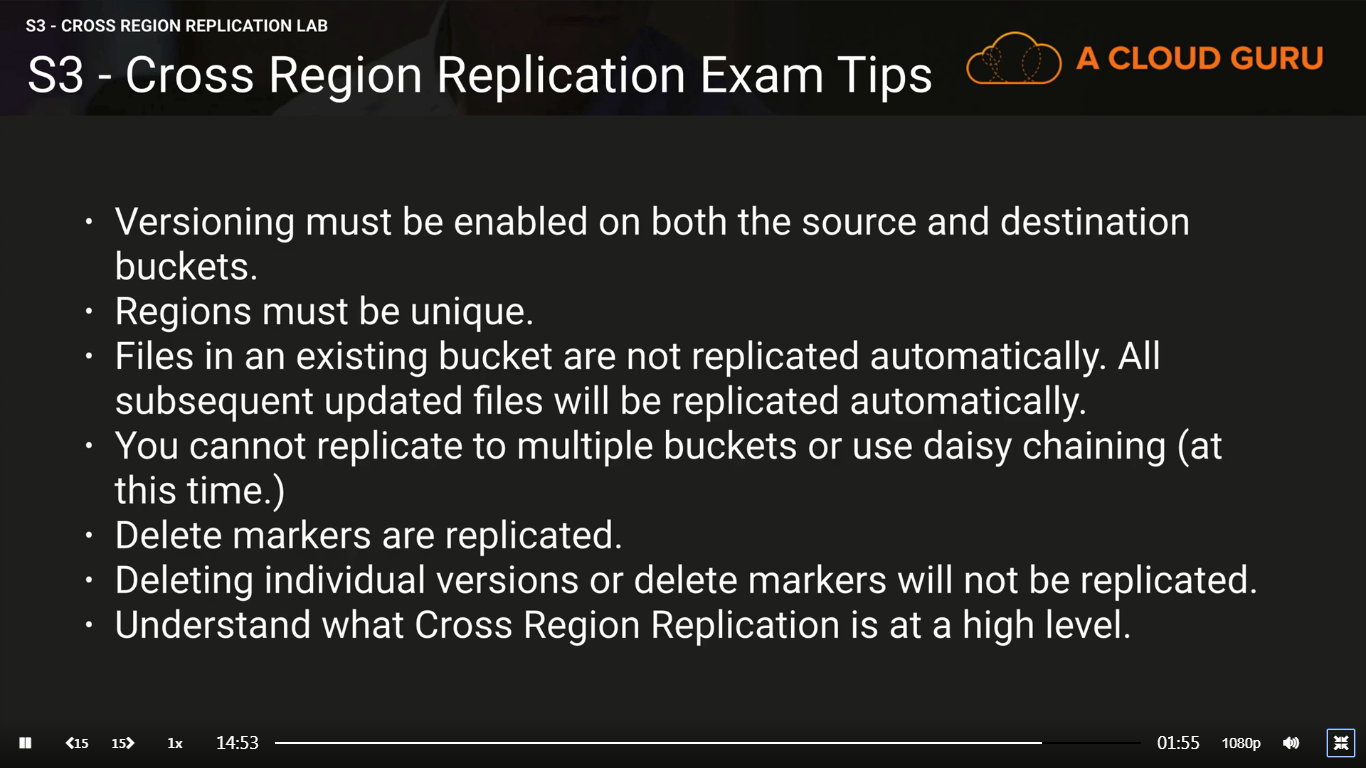 S3 - CROSS REGION REPLICATION LAB
S3 - Cross Region Replication Exam Tips
A CLOUD GURU
• Versioning must be enabled on both the source and destination
buckets.
• Regions must be unique.
• Files in an existing bucket are not replicated automatically. All
subsequent updated files will be replicated automatically.
• You cannot replicate to multiple buckets or use daisy chaining (at
this time.)
• Delete markers are replicated.
• Deleting individual versions or delete markers will not be replicated.
• Understand what Cross Region Replication is at a high level.
15 15 1x 14:53 01:55 1080p